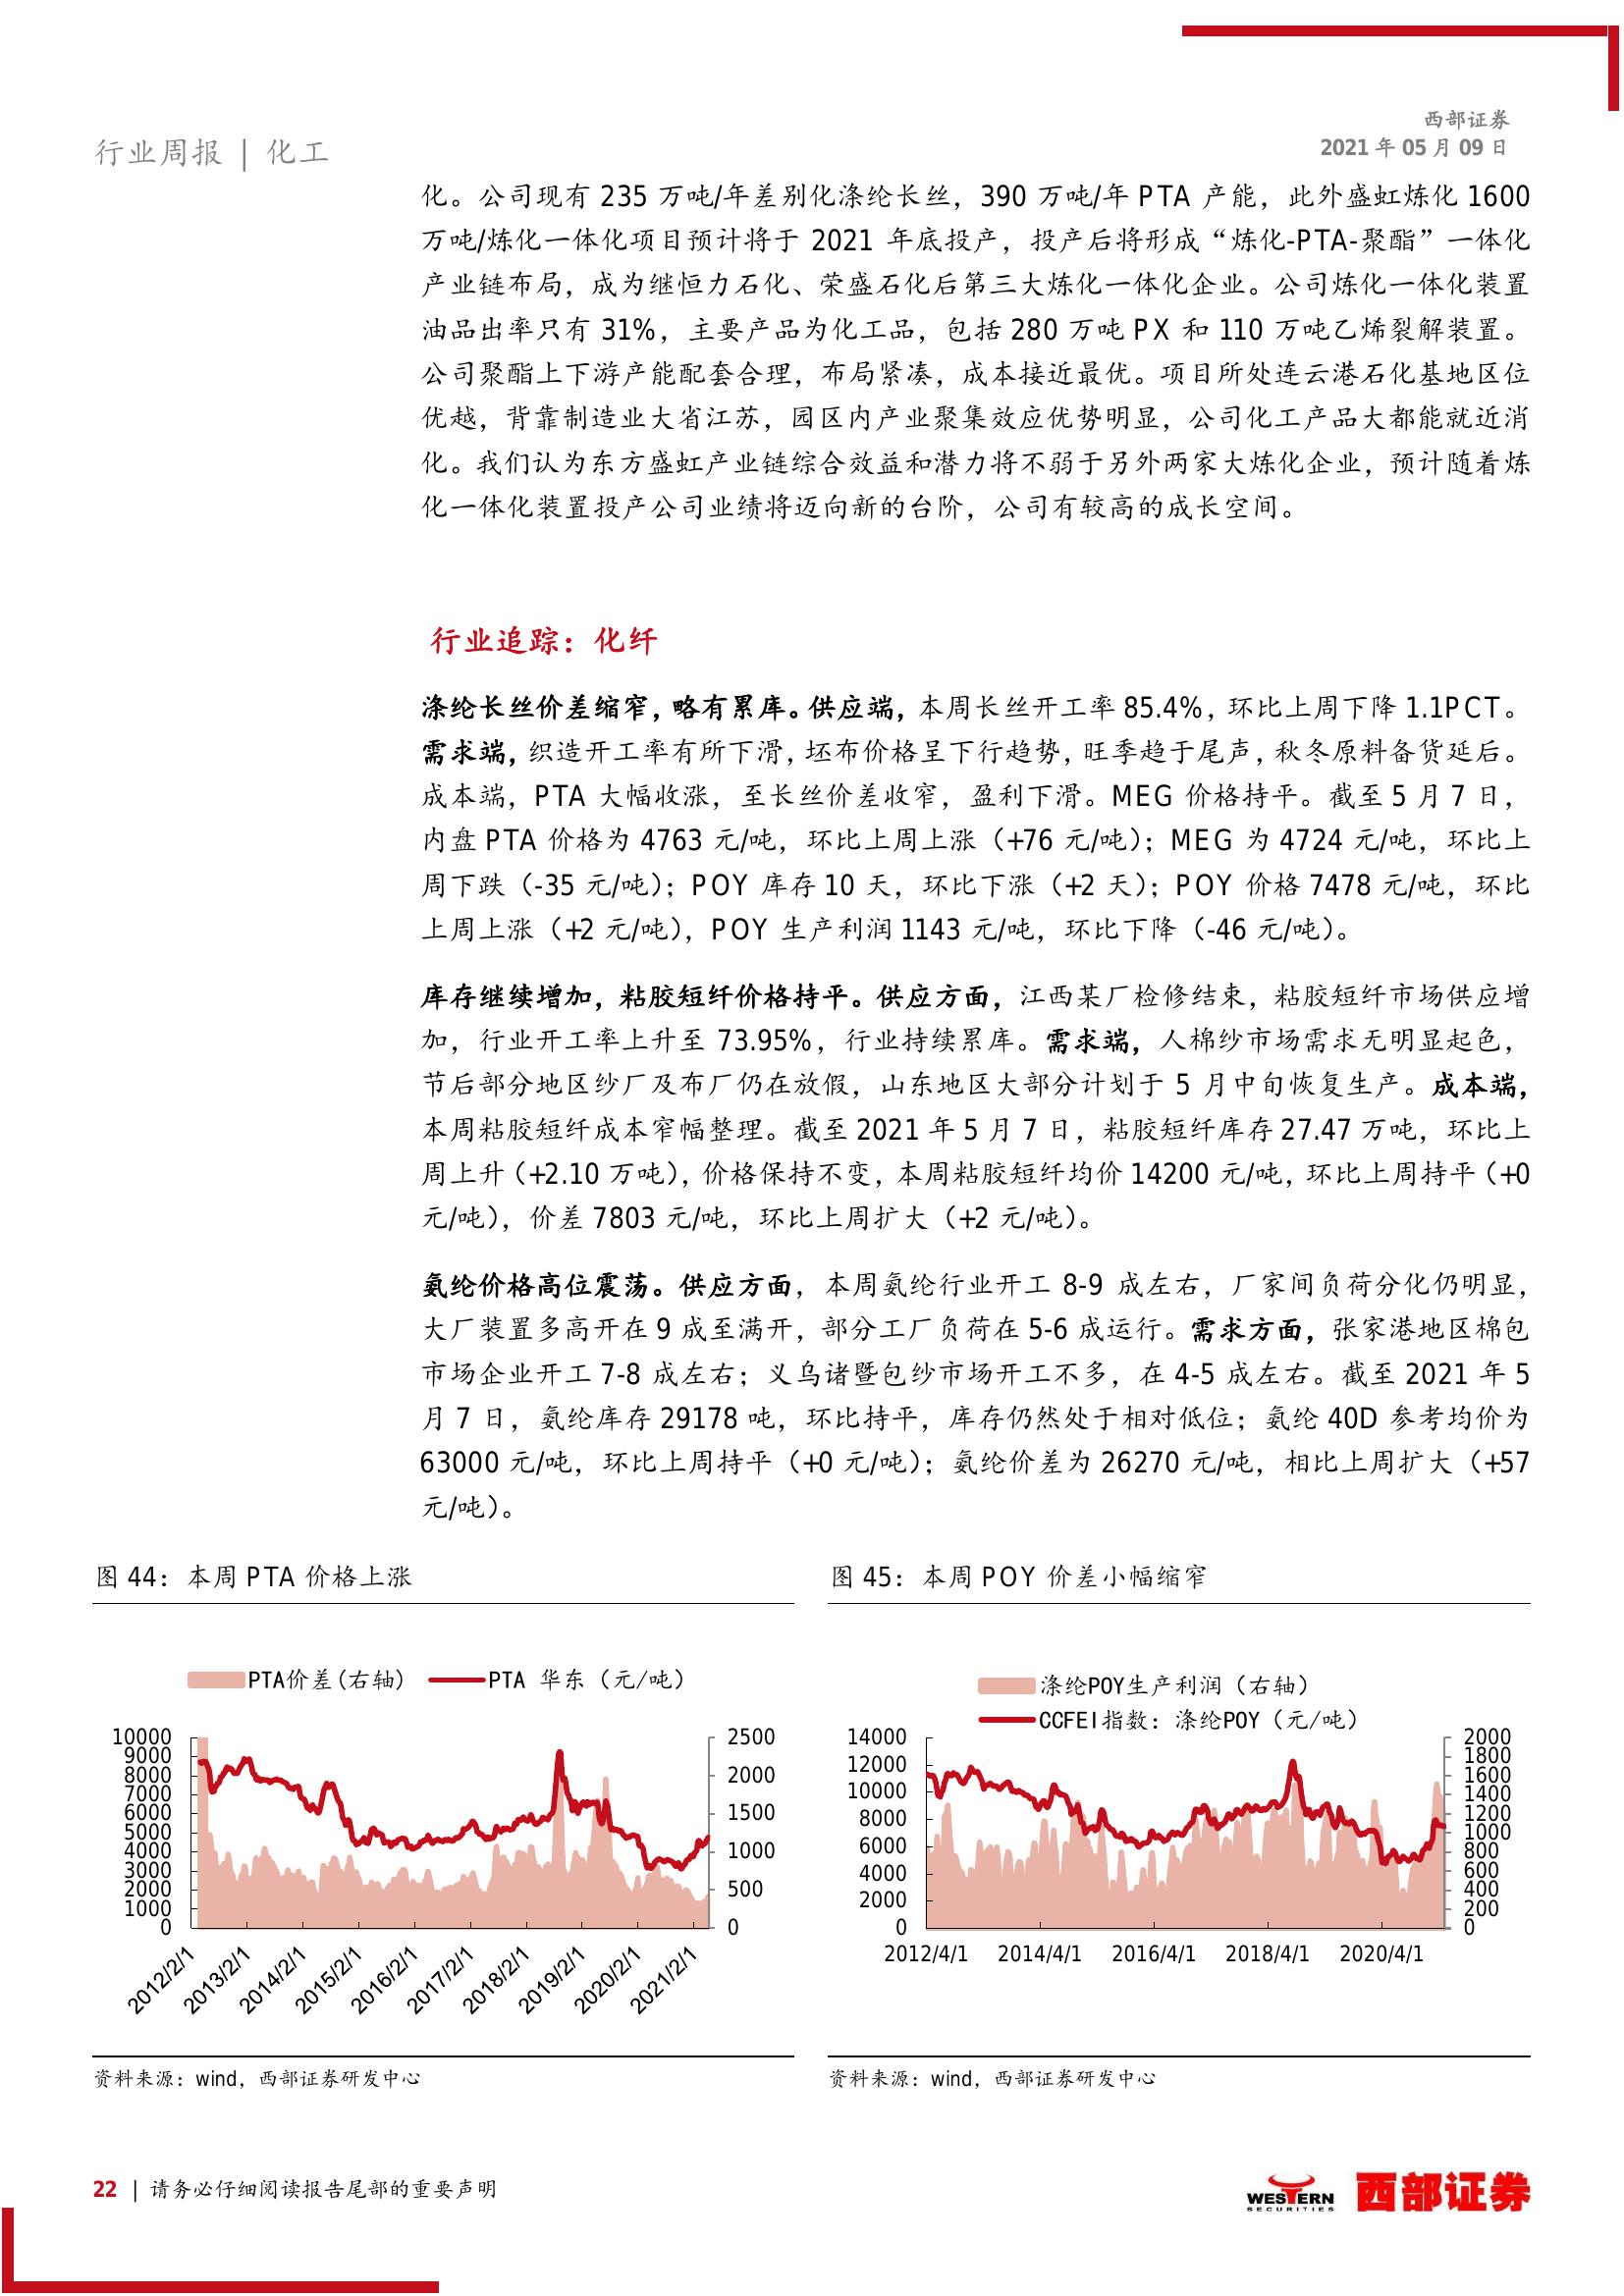 西部证券
2021 年 05 月 09 日
行业周报 | 化工
化。公司现有 235 万吨/年差别化涤纶长丝，390 万吨/年 PTA 产能，此外盛虹炼化 1600
万吨/炼化一体化项目预计将于 2021 年底投产，投产后将形成“炼化-PTA-聚酯”一体化
产业链布局，成为继恒力石化、荣盛石化后第三大炼化一体化企业。公司炼化一体化装置
油品出率只有 31%，主要产品为化工品，包括 280 万吨 PX 和 110 万吨乙烯裂解装置。
公司聚酯上下游产能配套合理，布局紧凑，成本接近最优。项目所处连云港石化基地区位
优越，背靠制造业大省江苏，园区内产业聚集效应优势明显，公司化工产品大都能就近消
化。我们认为东方盛虹产业链综合效益和潜力将不弱于另外两家大炼化企业，预计随着炼
化一体化装置投产公司业绩将迈向新的台阶，公司有较高的成长空间。
行业追踪：化纤
涤纶长丝价差缩窄，略有累库。供应端，本周长丝开工率 85.4%，环比上周下降 1.1PCT。
需求端，织造开工率有所下滑，坯布价格呈下行趋势，旺季趋于尾声，秋冬原料备货延后。
成本端，PTA 大幅收涨，至长丝价差收窄，盈利下滑。MEG 价格持平。截至 5 月 7 日，
内盘 PTA 价格为 4763 元/吨，环比上周上涨（+76 元/吨）；MEG 为 4724 元/吨，环比上
周下跌（-35 元/吨）；POY 库存 10 天，环比下涨（+2 天）；POY 价格 7478 元/吨，环比
上周上涨（+2 元/吨），POY 生产利润 1143 元/吨，环比下降（-46 元/吨）。
库存继续增加，粘胶短纤价格持平。供应方面，江西某厂检修结束，粘胶短纤市场供应增
加，行业开工率上升至 73.95%，行业持续累库。需求端，人棉纱市场需求无明显起色，
节后部分地区纱厂及布厂仍在放假，山东地区大部分计划于 5 月中旬恢复生产。成本端，
本周粘胶短纤成本窄幅整理。截至 2021 年 5 月 7 日，粘胶短纤库存 27.47 万吨，环比上
周上升（+2.10 万吨），价格保持不变，本周粘胶短纤均价 14200 元/吨，环比上周持平（+0
元/吨），价差 7803 元/吨，环比上周扩大（+2 元/吨）。
氨纶价格高位震荡。供应方面，本周氨纶行业开工 8-9 成左右，厂家间负荷分化仍明显，
大厂装置多高开在 9 成至满开，部分工厂负荷在 5-6 成运行。需求方面，张家港地区棉包
市场企业开工 7-8 成左右；义乌诸暨包纱市场开工不多，在 4-5 成左右。截至 2021 年 5
月 7 日，氨纶库存 29178 吨，环比持平，库存仍然处于相对低位；氨纶 40D 参考均价为
63000 元/吨，环比上周持平（+0 元/吨）；氨纶价差为 26270 元/吨，相比上周扩大（+57
元/吨）。
图 44：本周 PTA 价格上涨
PTA价差(右轴) PTA 华东（元/吨）
10000
9000
8000
7000
6000
5000
4000
3000
2000
1000
0
2500
2000
1500
1000
500
0
2012/2/1 2013/2/1 2014/2/1 2015/2/1 2016/2/1 2017/2/1 2018/2/1 2019/2/1 2020/2/1 2021/2/1
资料来源：wind，西部证券研发中心
图 45：本周 POY 价差小幅缩窄
涤纶POY生产利润（右轴）
CCFEI指数：涤纶POY（元/吨）
14000
12000
10000
8000
6000
4000
2000
0
2000
1800
1600
1400
1200
1000
800
600
400
200
0
2012/4/1 2014/4/1 2016/4/1 2018/4/1 2020/4/1
资料来源：wind，西部证券研发中心
22 | 请务必仔细阅读报告尾部的重要声明
WESTERN
SECURITIES
西部证券